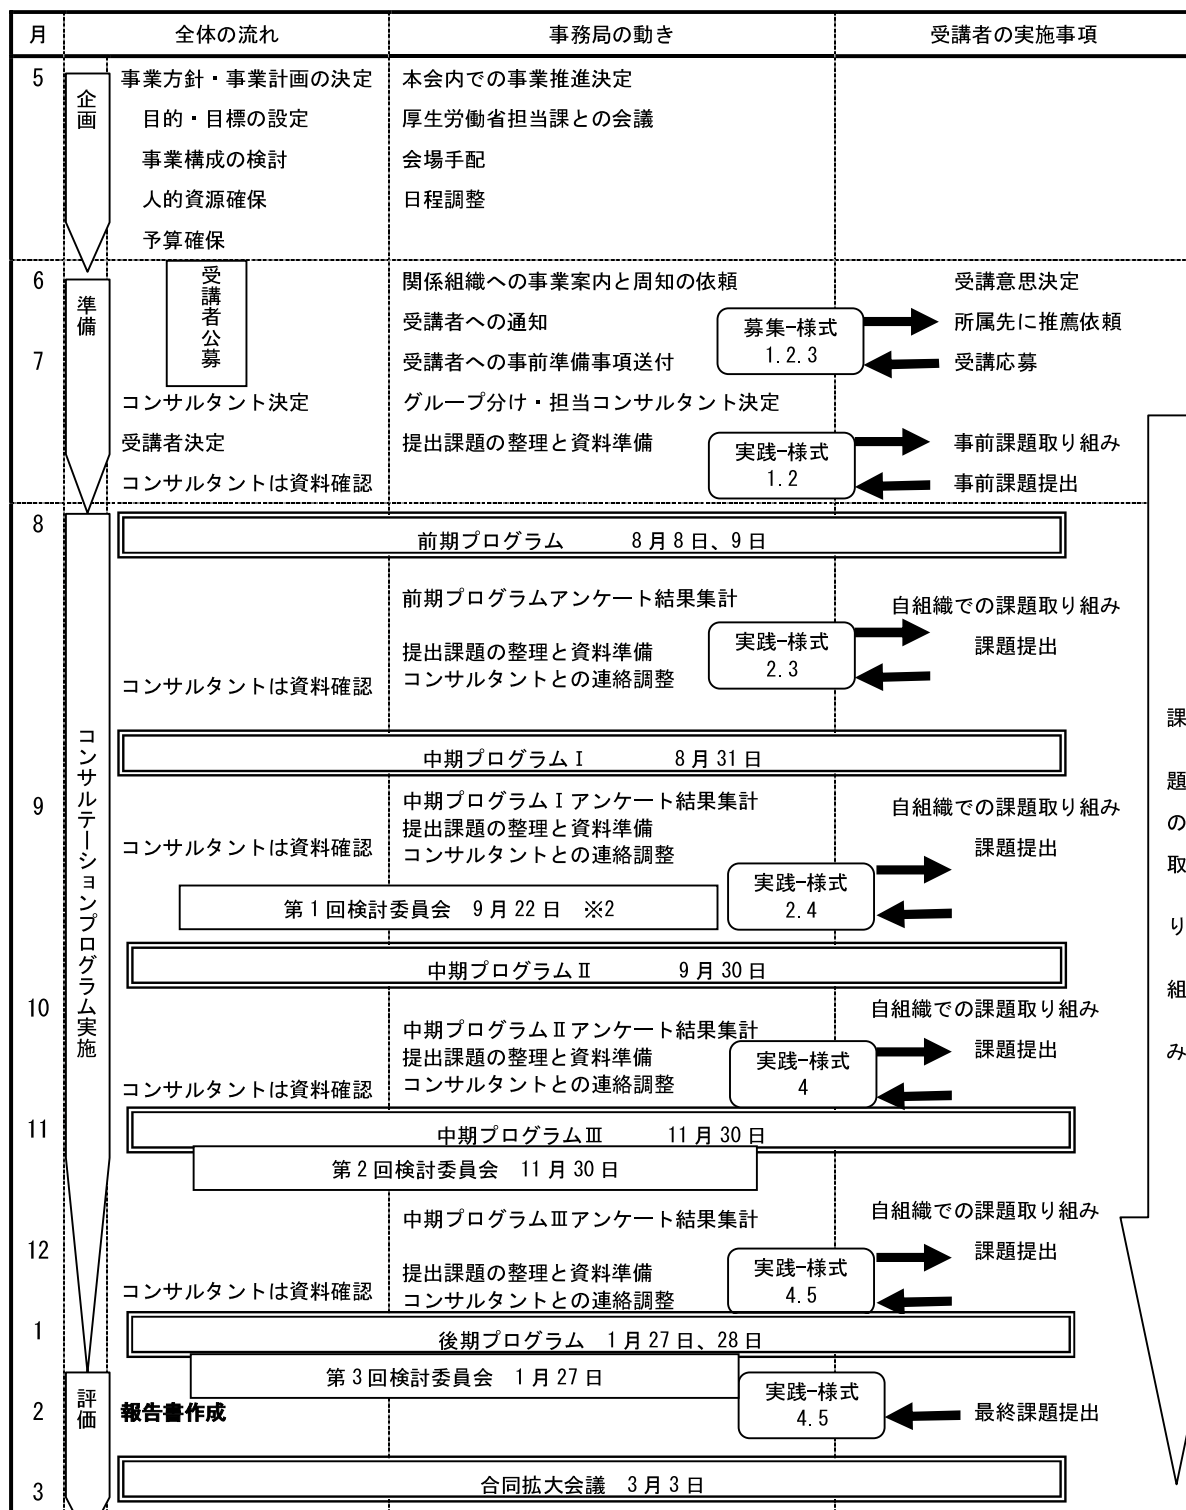 月 全体の流れ 事務局の動き 受講者の実施事項
5 事業方針・事業計画の決定 本会内での事業推進決定
企画
目的・目標の設定 厚生労働省担当課との会議
事業構成の検討 会場手配
人的資源確保 日程調整
予算確保
6 関係組織への事業案内と周知の依頼 受講意思決定
準備
受講者公募
受講者への通知 募集-様式 所属先に推薦依頼
7 受講者への事前準備事項送付 1.2.3 受講応募
コンサルタント決定 グループ分け・担当コンサルタント決定
受講者決定 提出課題の整理と資料準備 実践-様式 事前課題取り組み
コンサルタントは資料確認 1.2 事前課題提出
8 前期プログラム 8月8日、9日
コンサルテーションプログラム実施
前期プログラムアンケート結果集計 自組織での課題取り組み
提出課題の整理と資料準備 実践-様式 課題提出
コンサルタントとの連絡調整 2.3
コンサルタントは資料確認
課題の取り組み
中期プログラムⅠ 8月31日
9 中期プログラムⅠアンケート結果集計 自組織での課題取り組み
提出課題の整理と資料準備
コンサルタントは資料確認 コンサルタントとの連絡調整 課題提出
実践-様式
第1回検討委員会 9月22日 ※2 2.4
中期プログラムⅡ 9月30日
10 自組織での課題取り組み
中期プログラムⅡアンケート結果集計
提出課題の整理と資料準備 実践-様式 課題提出
コンサルタントは資料確認 コンサルタントとの連絡調整 4
11 中期プログラムⅢ 11月30日
第2回検討委員会 11月30日
中期プログラムⅢアンケート結果集計 自組織での課題取り組み
12 課題提出
提出課題の整理と資料準備 実践-様式
コンサルタントは資料確認 コンサルタントとの連絡調整 4.5
1 後期プログラム 1月27日、28日
第3回検討委員会 1月27日
評価
実践-様式
2 報告書作成 4.5 最終課題提出
合同拡大会議 3月3日
3